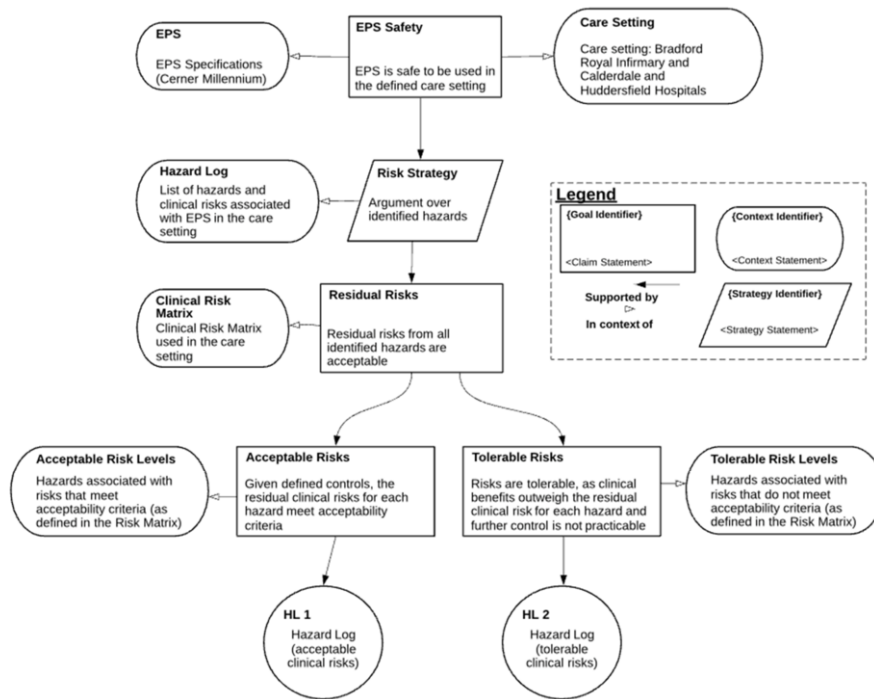 EPS
EPS Specifications
(Cerner Millennium)
EPS Safety
EPS is safe to be used in
the defined care setting
Care Setting
Care setting: Bradford
Royal Infirmary and
Calderdale and
Huddersfield Hospitals
Hazard Log
List of hazards and
clinical risks associated
with EPS in the care
setting
Risk Strategy
Argument over
identified hazards
Legend
{Goal Identifier}
<Claim Statement>
{Context Identifier}
<Context Statement>
Supported by
In context of
{Strategy Identifier}
<Strategy Statement>
Clinical Risk
Matrix
Clinical Risk Matrix
used in the care
setting
Residual Risks
Residual risks from all
identified hazards are
acceptable
Acceptable Risk Levels
Hazards associated with
risks that meet
acceptability criteria (as
defined in the Risk Matrix)
Acceptable Risks
Given defined controls, the
residual clinical risks for each
hazard meet acceptability
criteria
Tolerable Risks
Risks are tolerable, as clinical
benefits outweigh the residual
clinical risk for each hazard and
further control is not practicable
Tolerable Risk Levels
Hazards associated with
risks that do not meet
acceptability criteria (as
defined in the Risk Matrix)
HL 1
Hazard Log
(acceptable
clinical risks)
HL 2
Hazard Log
(tolerable
clinical risks)